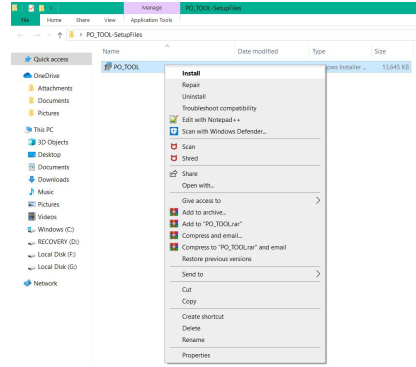 Manage
PO_TOOL-SetupFiles
File
Home
Share
View
Application Tools
PO_TOOL-SetupFiles
Name
Date modified
Type
Size
Quick access
OneDrive
Attachments
Documents
Pictures
This PC
3D Objects
Desktop
Documents
Downloads
Music
Pictures
Videos
Windows (C:)
RECOVERY (D:)
Local Disk (F:)
Local Disk (G:)
Network
PO_TOOL
ows Installer ...
13,645 KB
Install
Repair
Uninstall
Troubleshoot compatibility
Edit with Notepad++
Scan with Windows Defender...
Scan
Shred
Share
Open with...
Give access to
Add to archive...
Add to "PO_TOOL.rar"
Compress and email...
Compress to "PO_TOOL.rar" and email
Restore previous versions
Send to
Cut
Copy
Create shortcut
Delete
Rename
Properties